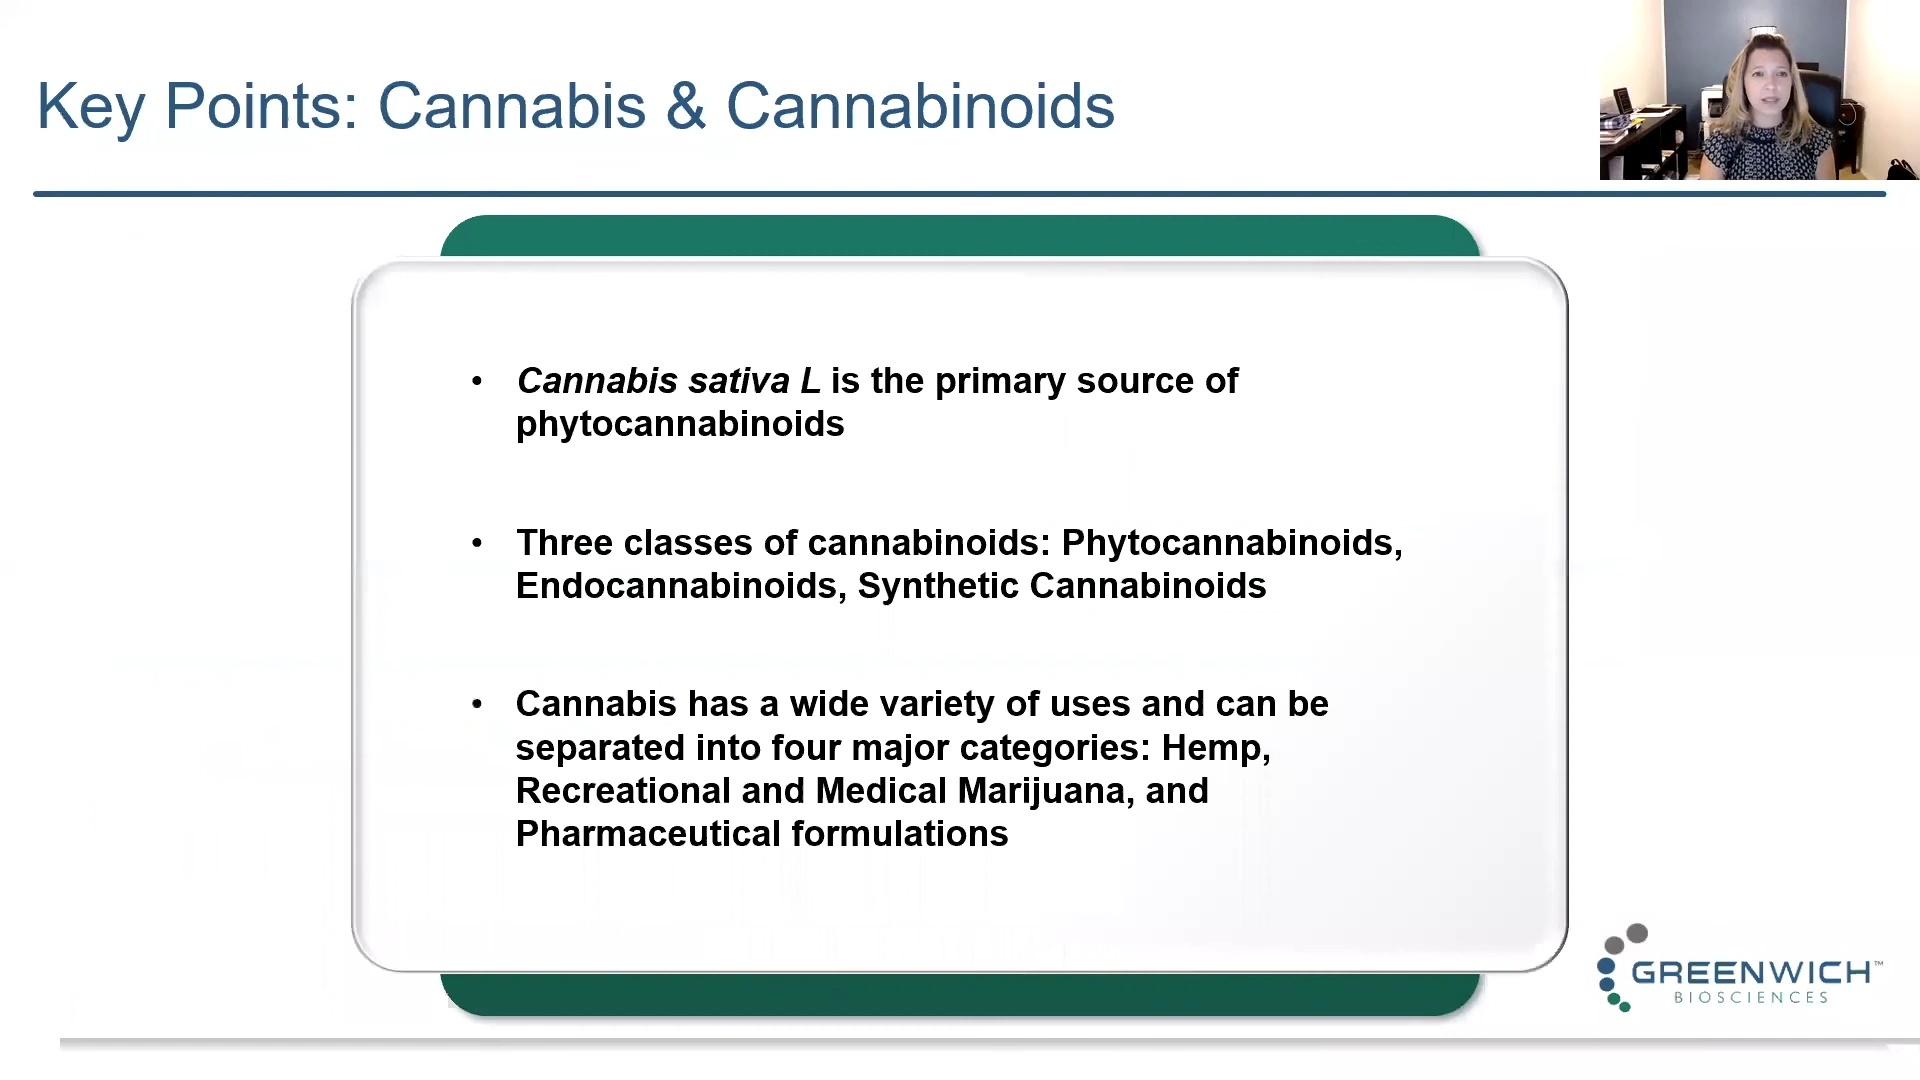 Key Points: Cannabis & Cannabinoids
• Cannabis sativa L is the primary source of
phytocannabinoids
• Three classes of cannabinoids: Phytocannabinoids,
Endocannabinoids, Synthetic Cannabinoids
• Cannabis has a wide variety of uses and can be
separated into four major categories: Hemp,
Recreational and Medical Marijuana, and
Pharmaceutical formulations
GREENWICH™
BIOSCIENCES